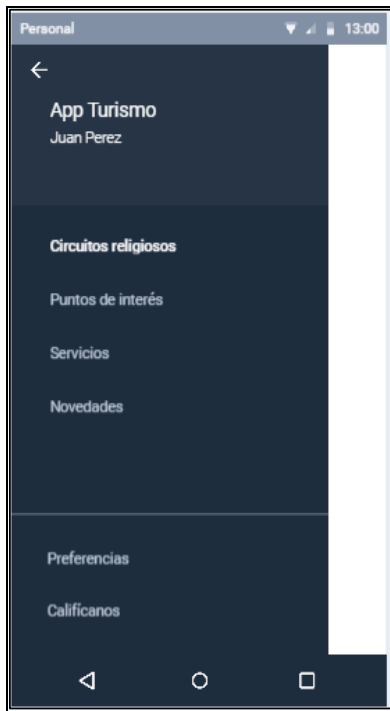 Personal 13:00
App Turismo
Juan Perez
Circuitos religiosos
Puntos de interés
Servicios
Novedades
Preferencias
Califícanos